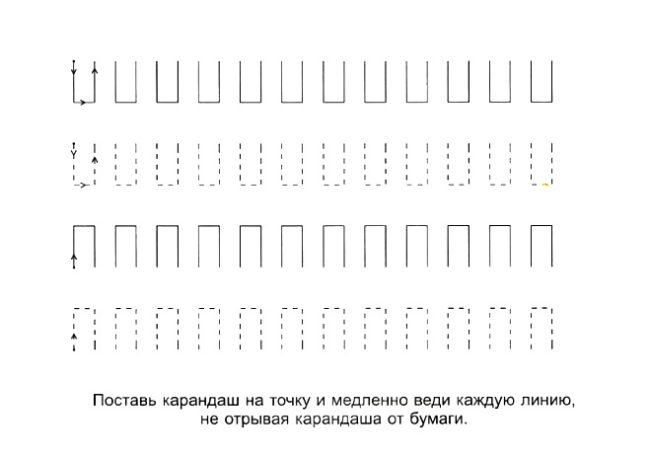 Поставь карандаш на точку и медленно веди каждую линию,
не отрывая карандаша от бумаги.